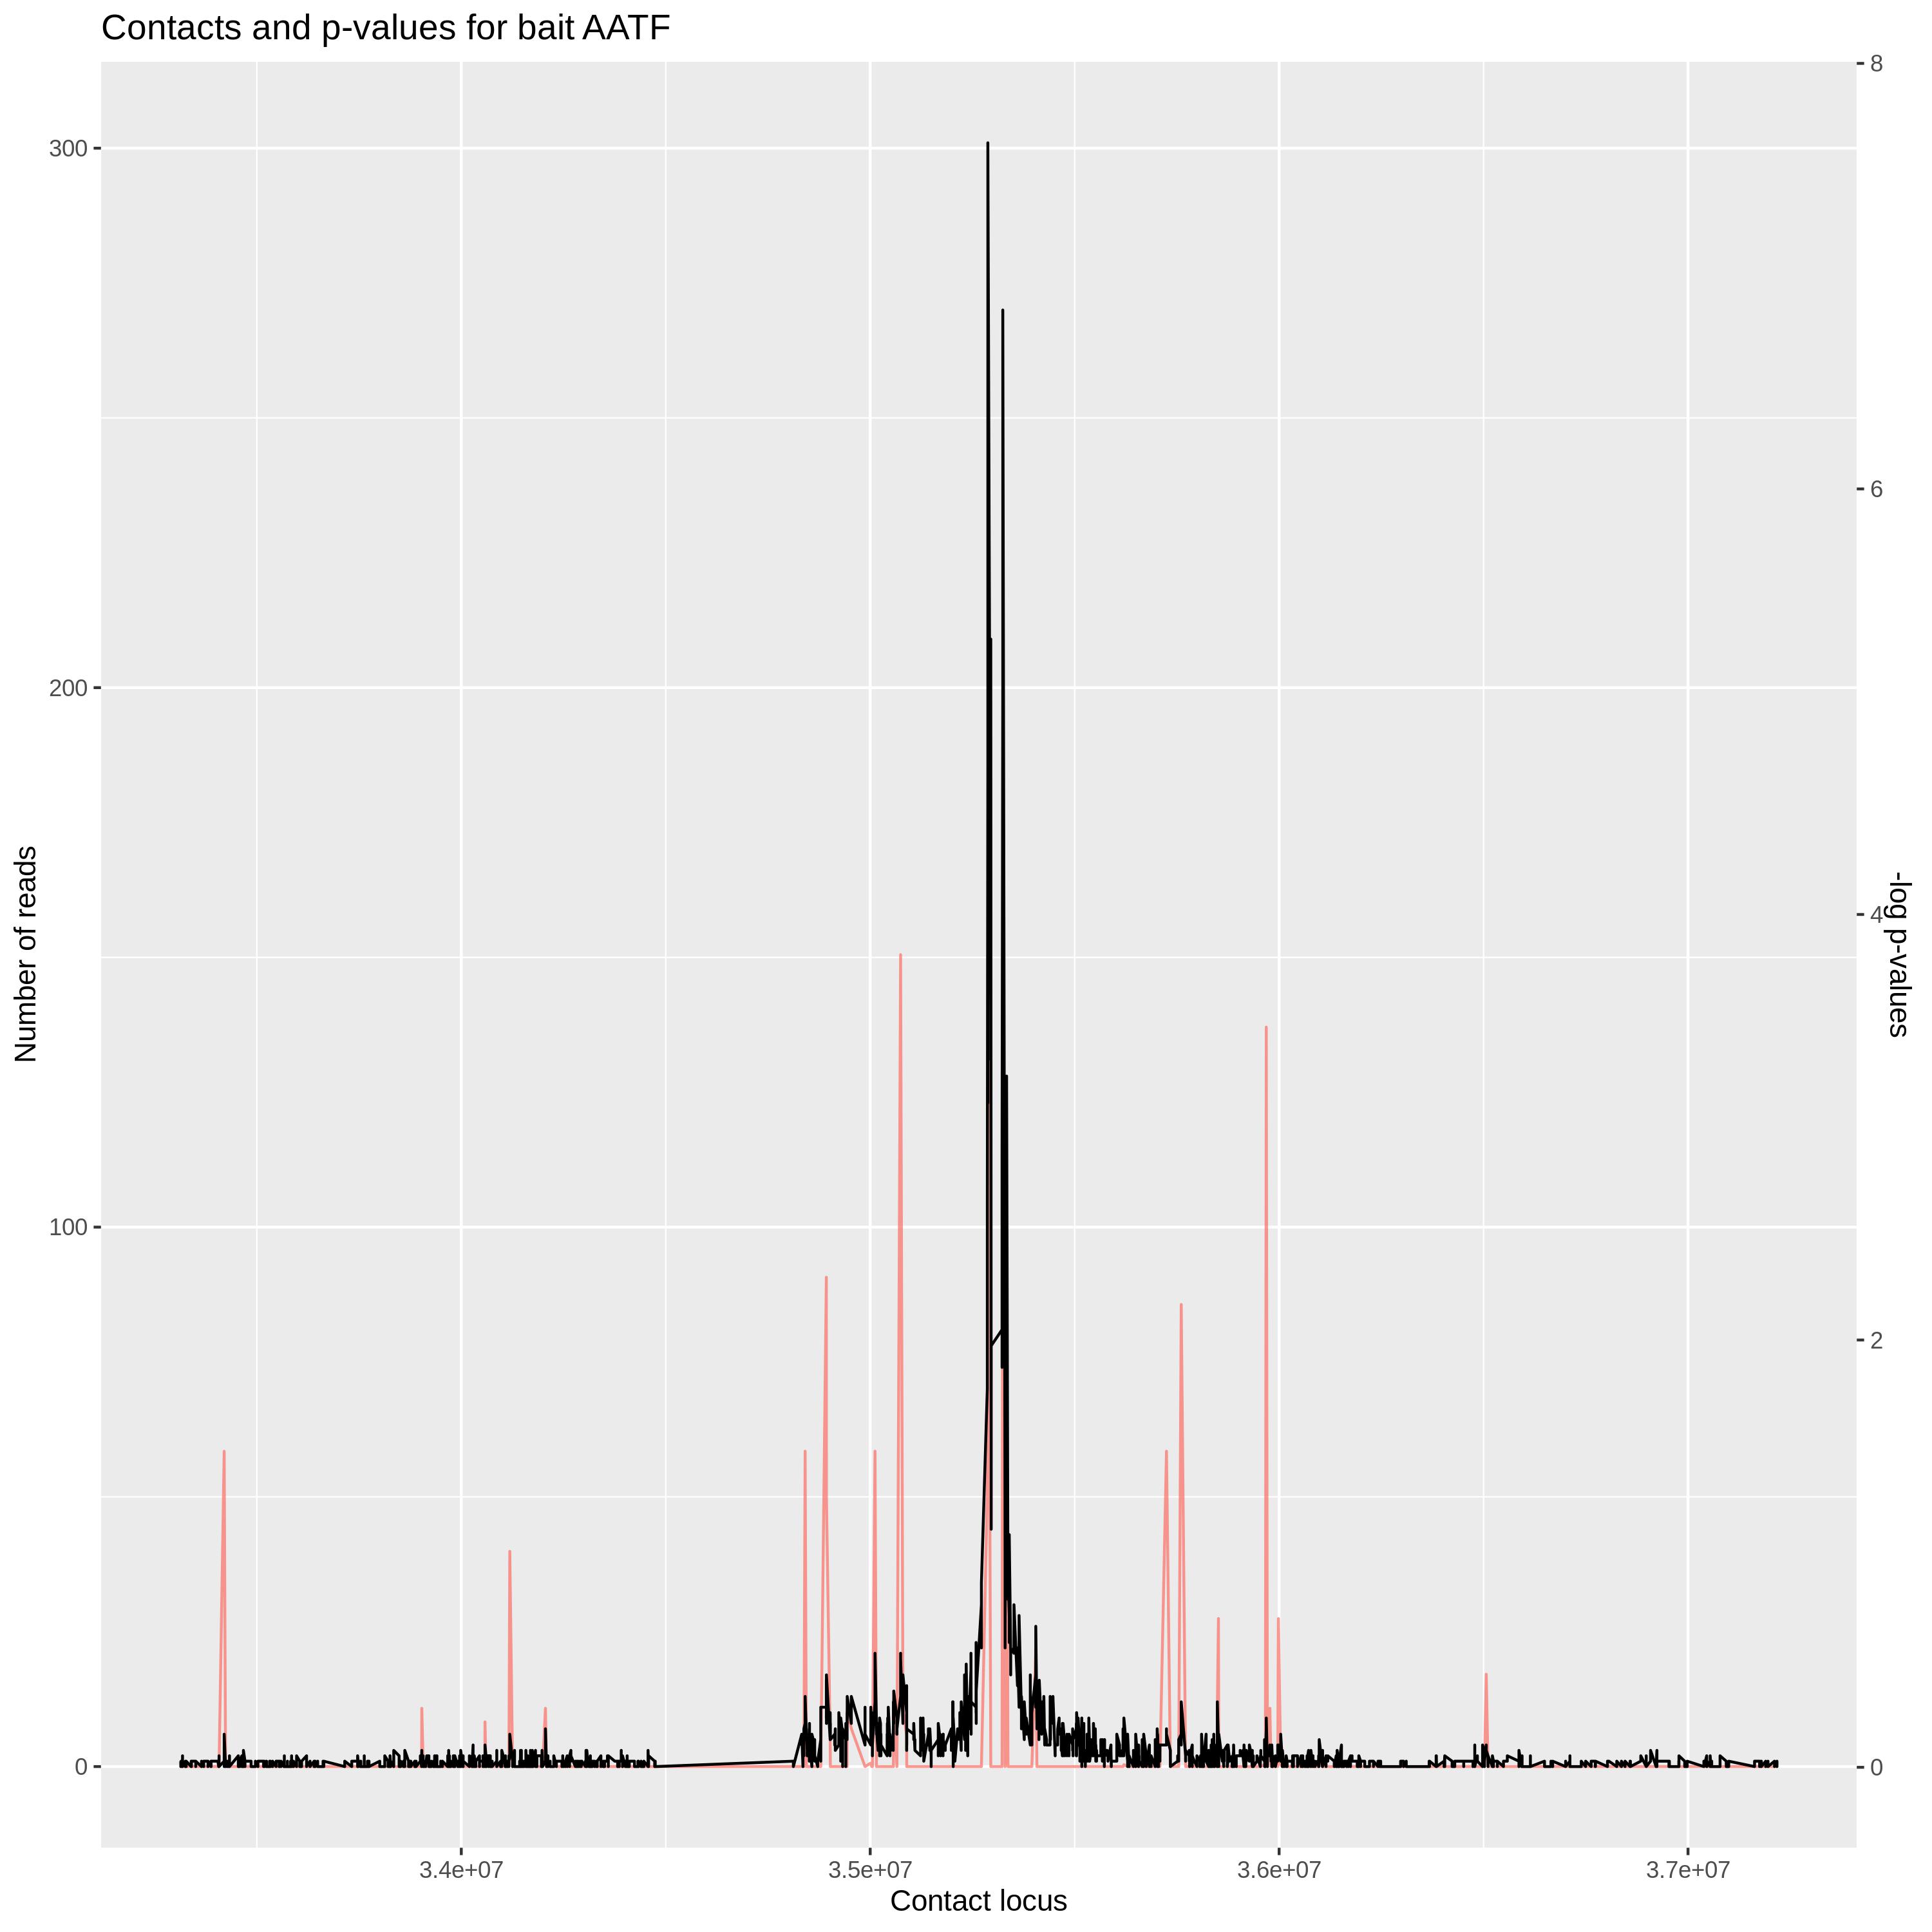 Contacts and p-values for bait AATF
Number of reads
300
200
100
0
8
6
4
2
0
-log p-values
3.4e+07
3.5e+07
3.6e+07
3.7e+07
Contact locus